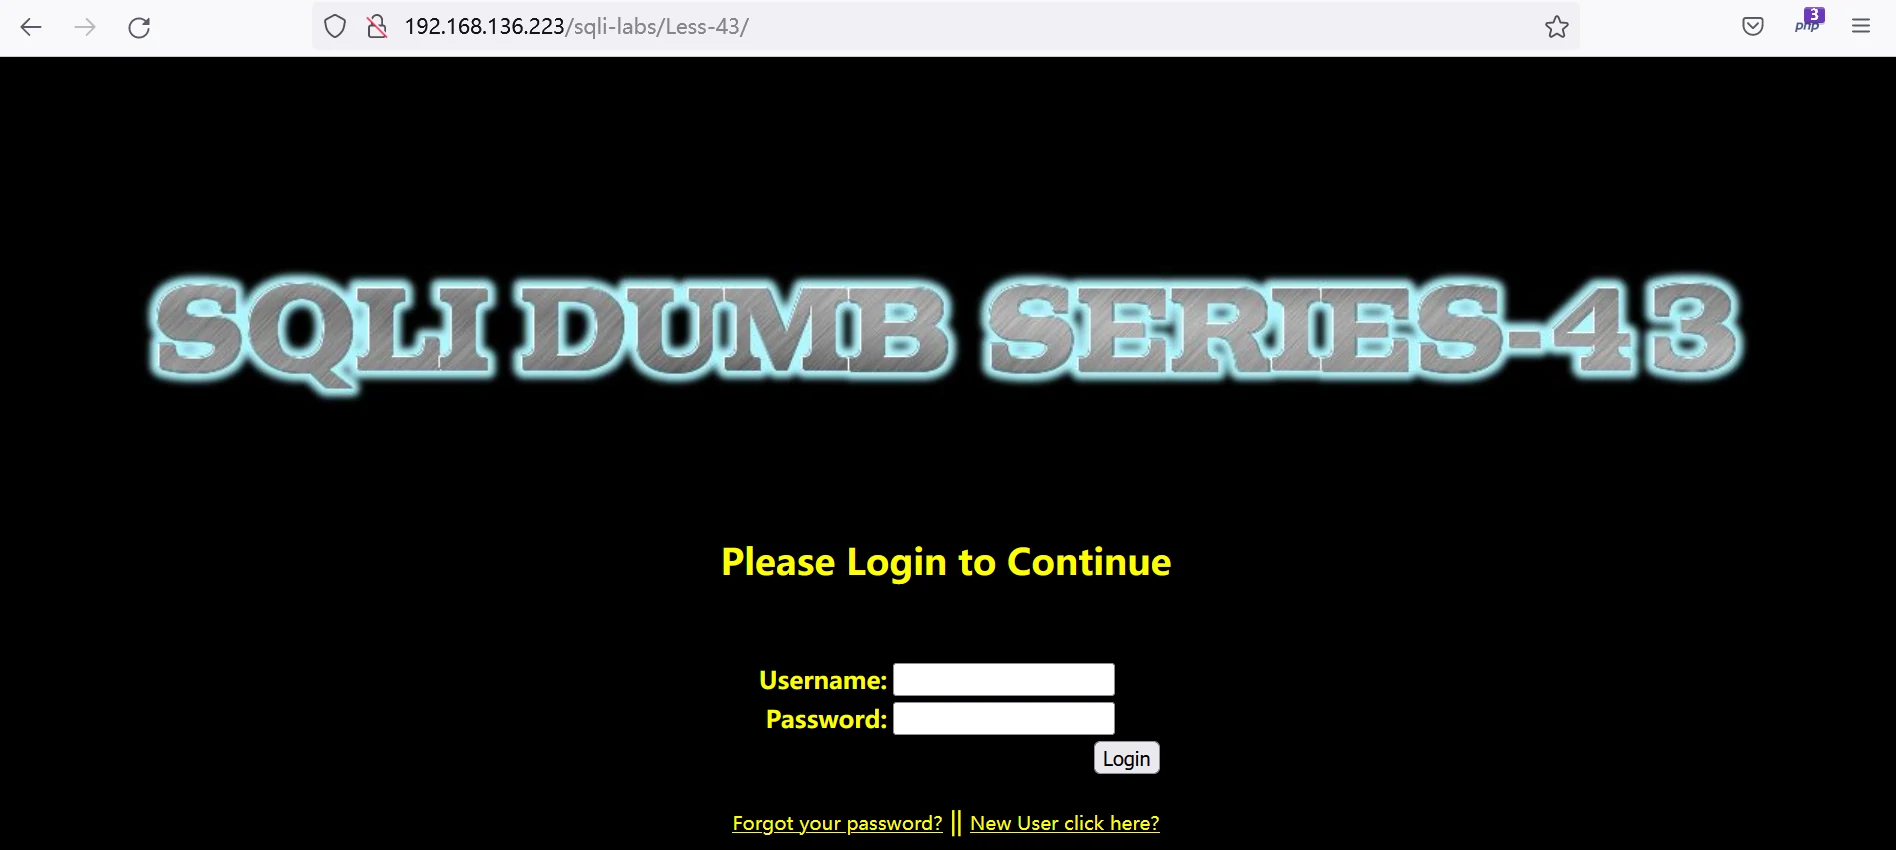 192.168.136.223/sqli-labs/Less-43/
php
3
SQLI DUMB SERIES-43
Please Login to Continue
Username:
Password:
Login
Forgot your password? || New User click here?